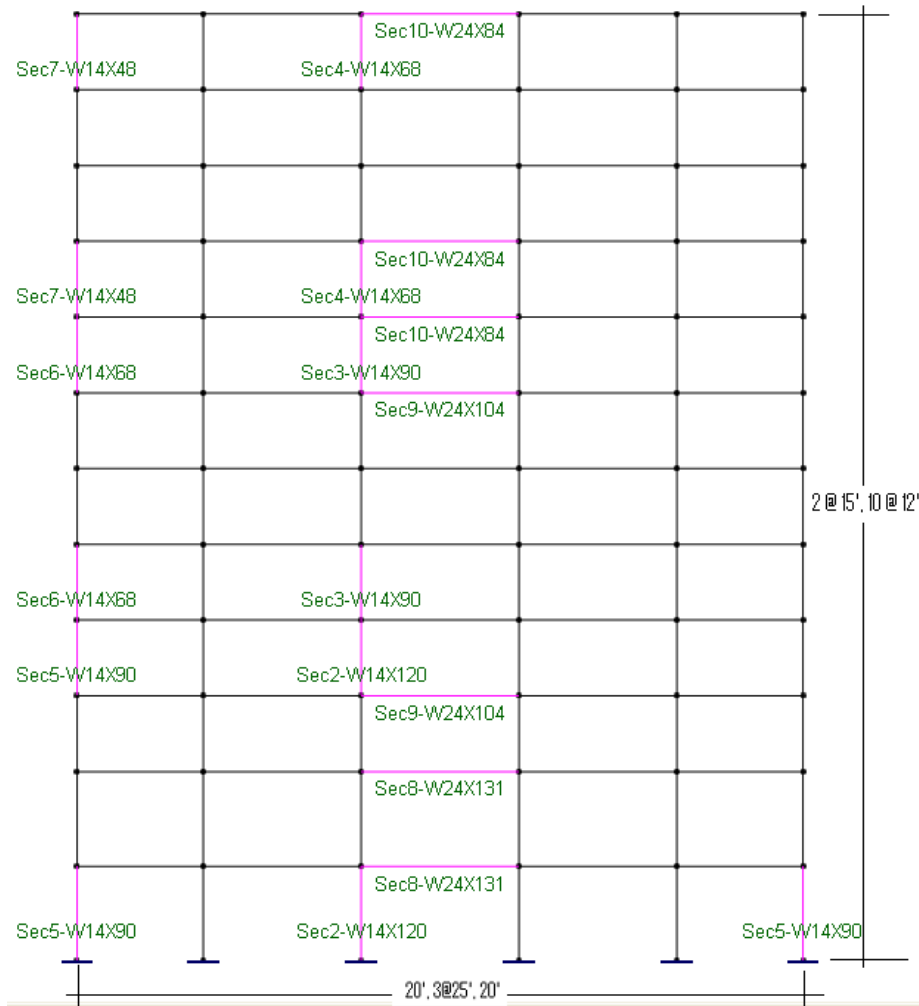 Sec10-W24X84
Sec7-W14X48
Sec4-W14X68
Sec10-W24X84
Sec7-W14X48
Sec4-W14X68
Sec10-W24X84
Sec6-W14X68
Sec3-W14X90
Sec9-W24X104
2@15',10@12'
Sec6-W14X68
Sec3-W14X90
Sec5-W14X90
Sec2-W14X120
Sec9-W24X104
Sec8-W24X131
Sec8-W24X131
Sec5-W14X90
Sec2-W14X120
Sec5-W14X90
20',3@25',20'